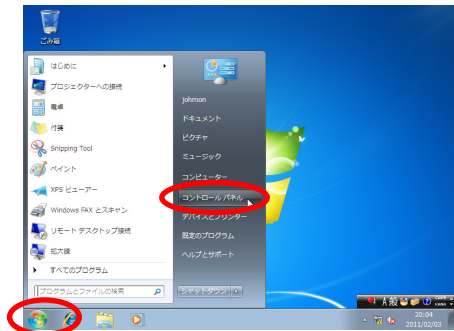 ごみ箱
はじめに
プロジェクターへの接続
電卓
付箋
Snipping Tool
ペイント
XPS ビューアー
Windows FAX とスキャン
リモート デスクトップ接続
拡大鏡
すべてのプログラム
プログラムとファイルの検索
johmon
ドキュメント
ピクチャ
ミュージック
コンピューター
コントロール パネル
デバイスとプリンター
既定のプログラム
ヘルプとサポート
シャットダウン
A 般
20:04
2011/02/03